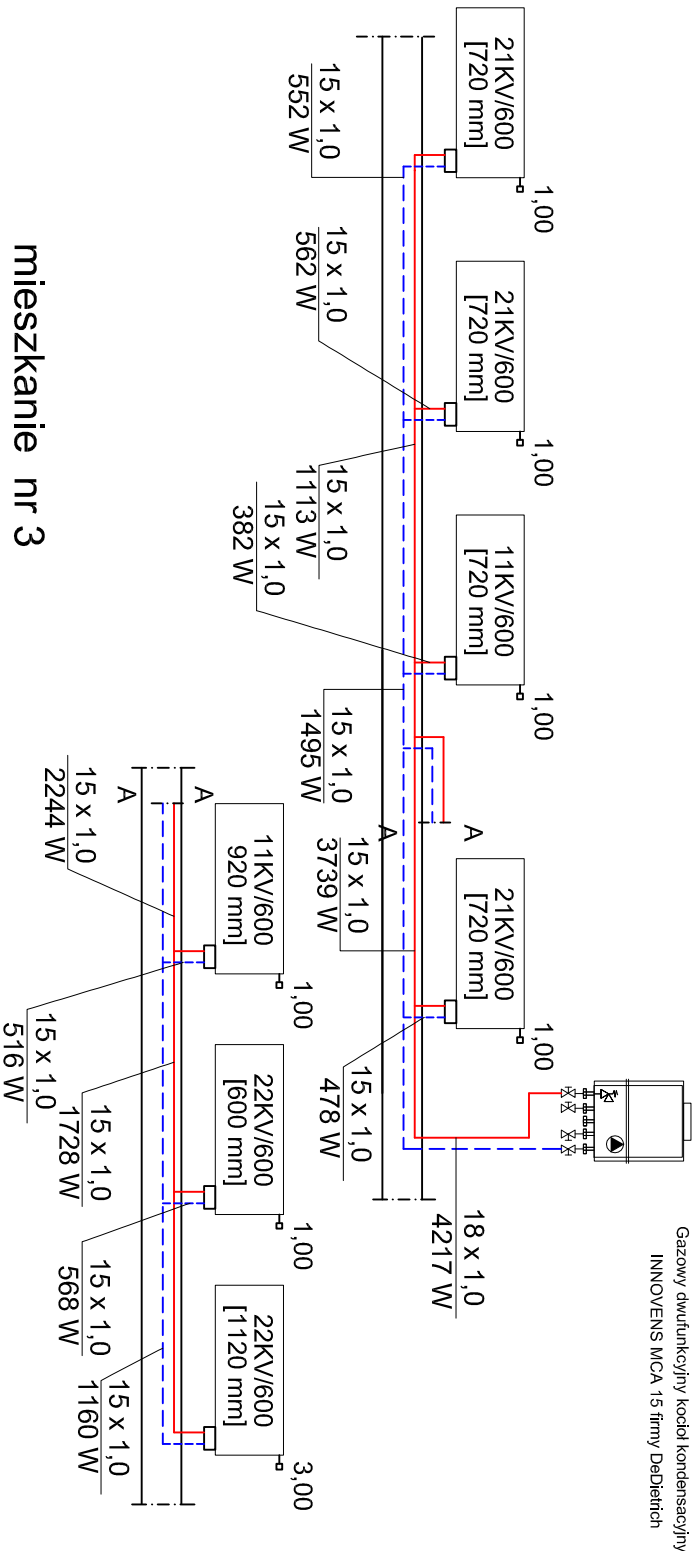 Gazowy dwufunkcyjny kocioł kondensacyjny
INNOVENS MCA 15 firmy DeDietrich
21KV/600
[720 mm]
1,00
21KV/600
[720 mm]
1,00
11KV/600
[720 mm]
1,00
21KV/600
[720 mm]
1,00
A
A
15 x 1,0
552 W
15 x 1,0
562 W
15 x 1,0
1113 W
15 x 1,0
382 W
15 x 1,0
1495 W
15 x 1,0
3739 W
15 x 1,0
478 W
18 x 1,0
4217 W
A
A
11KV/600
920 mm]
1,00
22KV/600
[600 mm]
1,00
22KV/600
[1120 mm]
3,00
15 x 1,0
2244 W
15 x 1,0
516 W
15 x 1,0
1728 W
15 x 1,0
568 W
15 x 1,0
1160 W
mieszkanie nr 3